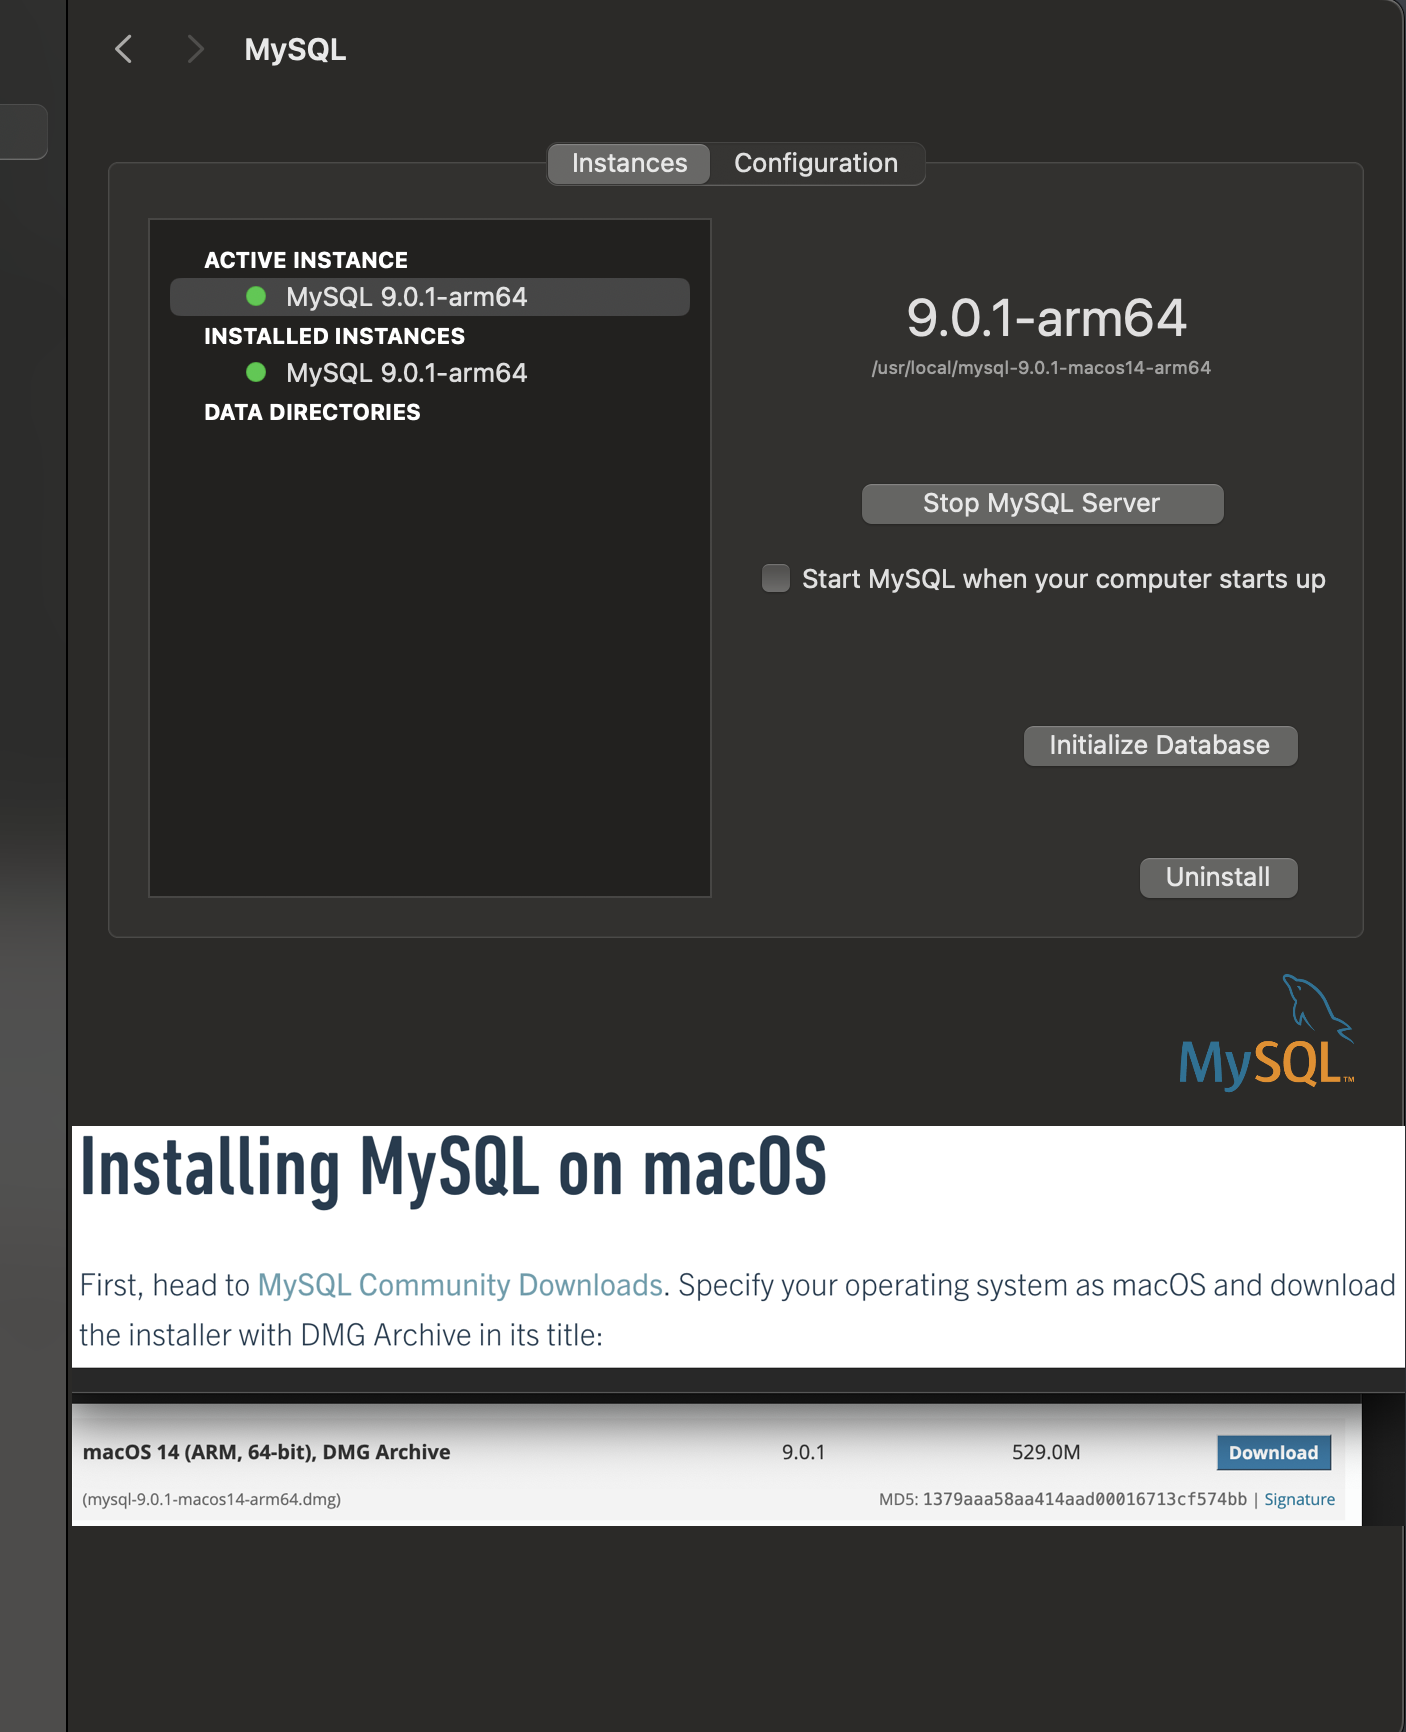 MySQL
Instances Configuration
ACTIVE INSTANCE
MySQL 9.0.1-arm64
INSTALLED INSTANCES
MySQL 9.0.1-arm64
DATA DIRECTORIES
9.0.1-arm64
/usr/local/mysql-9.0.1-macos14-arm64
Stop MySQL Server
Start MySQL when your computer starts up
Initialize Database
Uninstall
MySQL™
Installing MySQL on macOS
First, head to MySQL Community Downloads. Specify your operating system as macOS and download
the installer with DMG Archive in its title:
macOS 14 (ARM, 64-bit), DMG Archive 9.0.1 529.0M Download
(mysql-9.0.1-macos14-arm64.dmg) MD5: 1379aaa58aa414aad00016713cf574bb | Signature